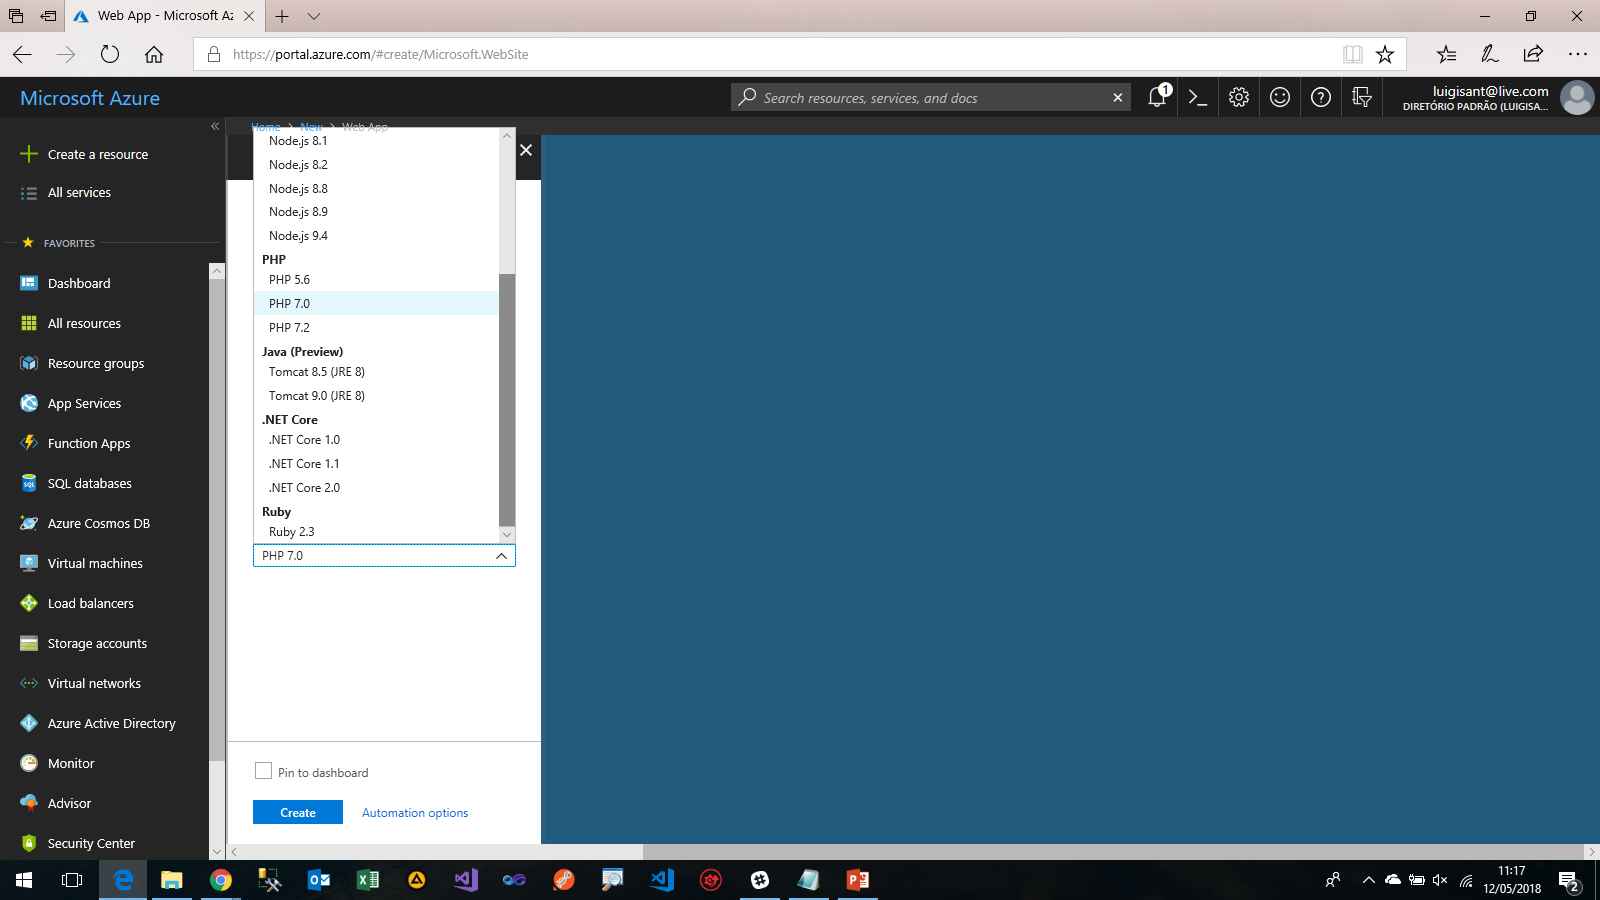 Web App - Microsoft Az
https://portal.azure.com/#create/Microsoft.WebSite
Microsoft Azure
Search resources, services, and docs
1
luigisant@live.com
DIRETÓRIO PADRÃO (LUIGISA...
Home > New > Web App
Create a resource
All services
FAVORITES
Dashboard
All resources
Resource groups
App Services
Function Apps
SQL databases
Azure Cosmos DB
Virtual machines
Load balancers
Storage accounts
Virtual networks
Azure Active Directory
Monitor
Advisor
Security Center
Node.js 8.1
Node.js 8.2
Node.js 8.8
Node.js 8.9
Node.js 9.4
PHP
PHP 5.6
PHP 7.0
PHP 7.2
Java (Preview)
Tomcat 8.5 (JRE 8)
Tomcat 9.0 (JRE 8)
.NET Core
.NET Core 1.0
.NET Core 1.1
.NET Core 2.0
Ruby
Ruby 2.3
PHP 7.0
Pin to dashboard
Create
Automation options
11:17
12/05/2018
2